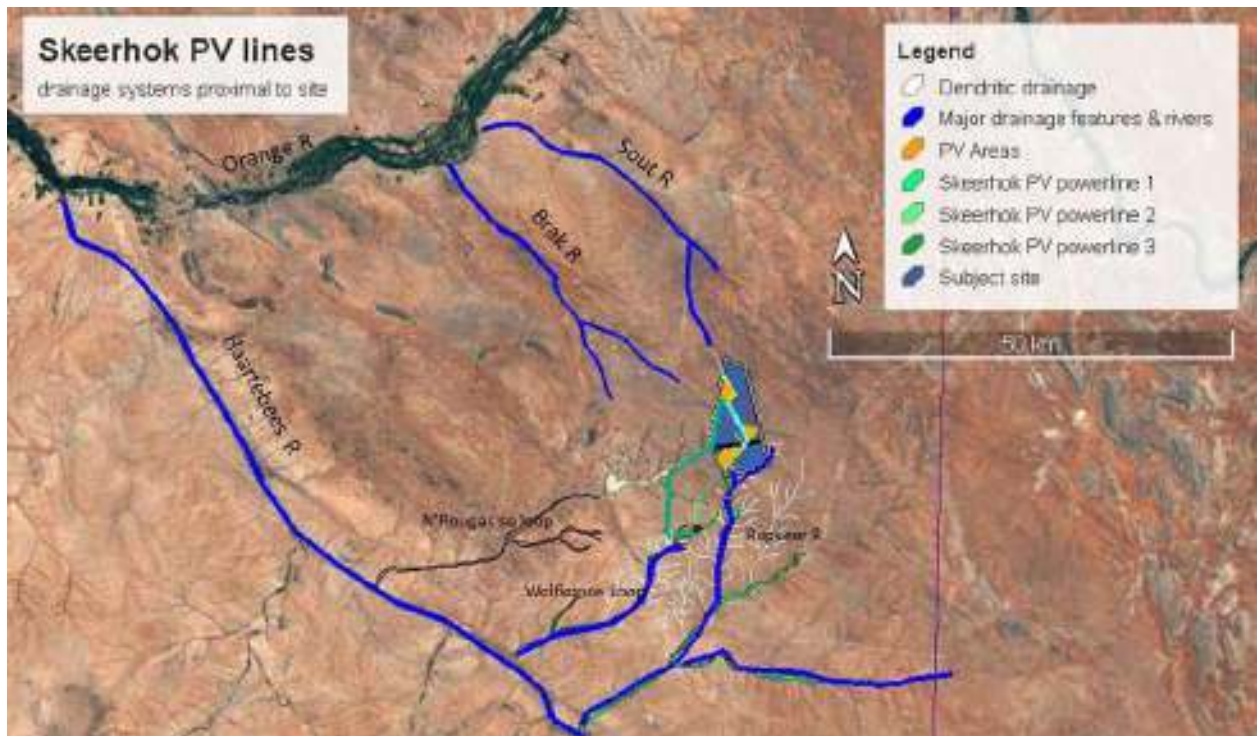 Skeerhok PV lines
drainage systems proximal to site
Legend
Dendritic drainage
Major drainage features & rivers
PV Areas
Skeerhok PV powerline 1
Skeerhok PV powerline 2
Skeerhok PV powerline 3
Subject site
N
50 km
Orange R
Sout R
Brak R
Haartebees R
loop
R